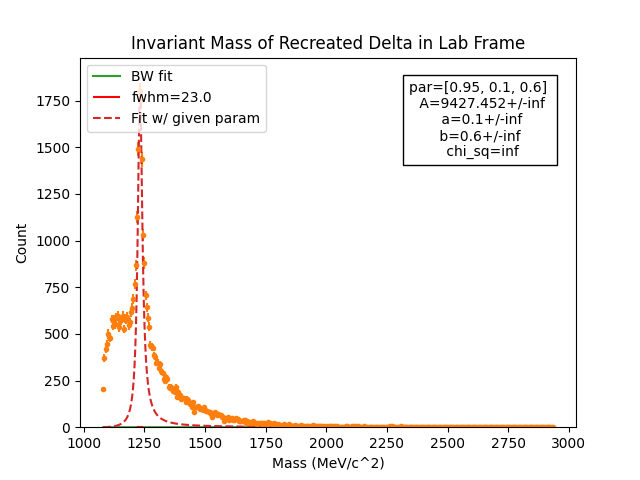 Invariant Mass of Recreated Delta in Lab Frame
BW fit
fwhm=23.0
Fit w/ given param
par=[0.95, 0.1, 0.6]
A=9427.452+/-inf
a=0.1+/-inf
b=0.6+/-inf
chi_sq=inf
Count
1750
1500
1250
1000
750
500
250
0
1000 1250 1500 1750 2000 2250 2500 2750 3000
Mass (MeV/c^2)